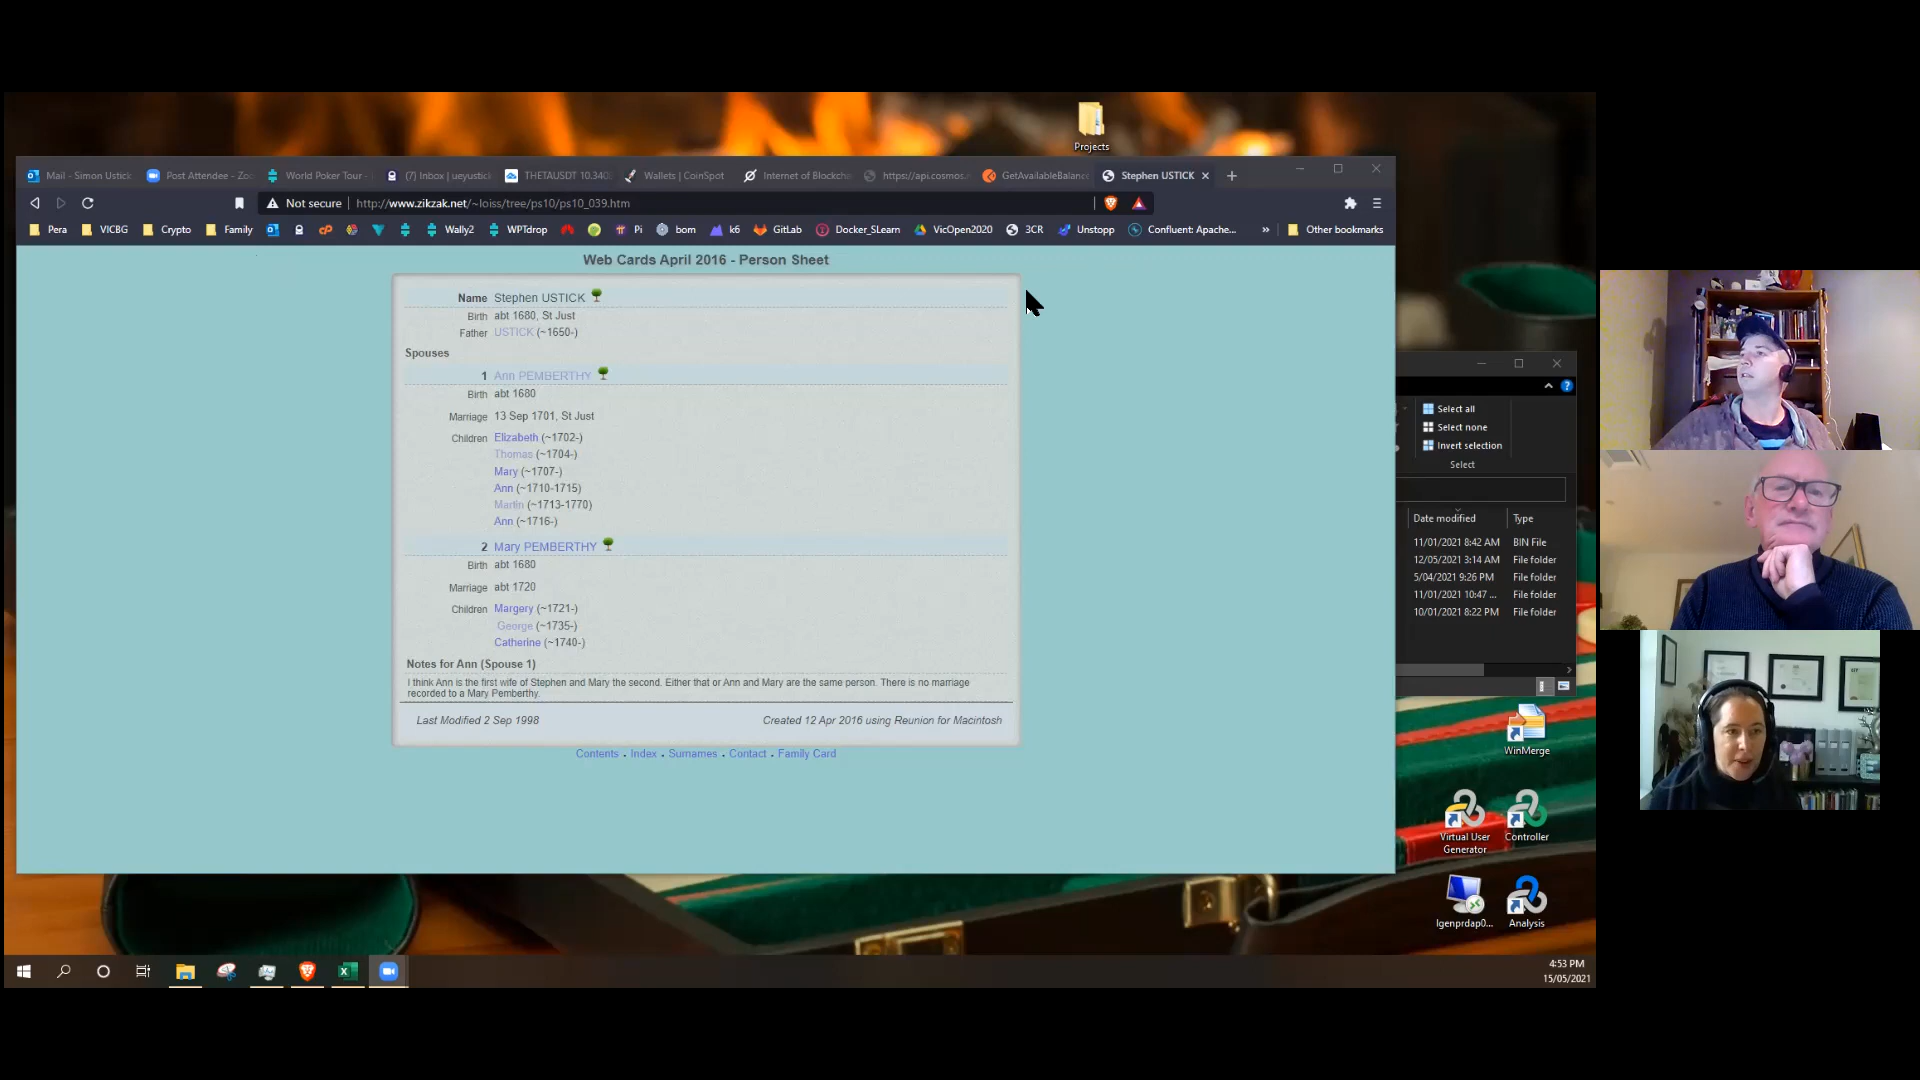 Projects
Mail - Simon Ustick
Post Attendee - Zoo
World Poker Tour -
(7) Inbox | ueyustick
THETAUSDT 10.340
Wallets | CoinSpot
Internet of Blockcha
https://api.cosmos.
GetAvailableBalanc
Stephen USTICK
Not secure
http://www.zikzak.net/~loiss/tree/ps10/ps10_039.htm
Pera
VICBG
Crypto
Family
Wally2
WPTdrop
Pi
bom
k6
GitLab
Docker_SLearn
VicOpen2020
3CR
Unstopp
Confluent: Apache...
»
Other bookmarks
Web Cards April 2016 - Person Sheet
Name Stephen USTICK
Birth abt 1680, St Just
Father USTICK (~1650-)
Spouses
1 Ann PEMBERTHY
Birth abt 1680
Marriage 13 Sep 1701, St Just
Children Elizabeth (~1702-)
Thomas (~1704-)
Mary (~1707-)
Ann (~1710-1715)
Martin (~1713-1770)
Ann (~1716-)
2 Mary PEMBERTHY
Birth abt 1680
Marriage abt 1720
Children Margery (~1721-)
George (~1735-)
Catherine (~1740-)
Notes for Ann (Spouse 1)
I think Ann is the first wife of Stephen and Mary the second. Either that or Ann and Mary are the same person. There is no marriage
recorded to a Mary Pemberthy.
Last Modified 2 Sep 1998
Created 12 Apr 2016 using Reunion for Macintosh
Contents • Index • Surnames • Contact • Family Card
Select all
Select none
Invert selection
Select
Date modified Type
11/01/2021 8:42 AM BIN File
12/05/2021 3:14 AM File folder
5/04/2021 9:26 PM File folder
11/01/2021 10:47 ... File folder
10/01/2021 8:22 PM File folder
WinMerge
Virtual User
Generator
Controller
lgenprdap0...
Analysis
4:53 PM
15/05/2021